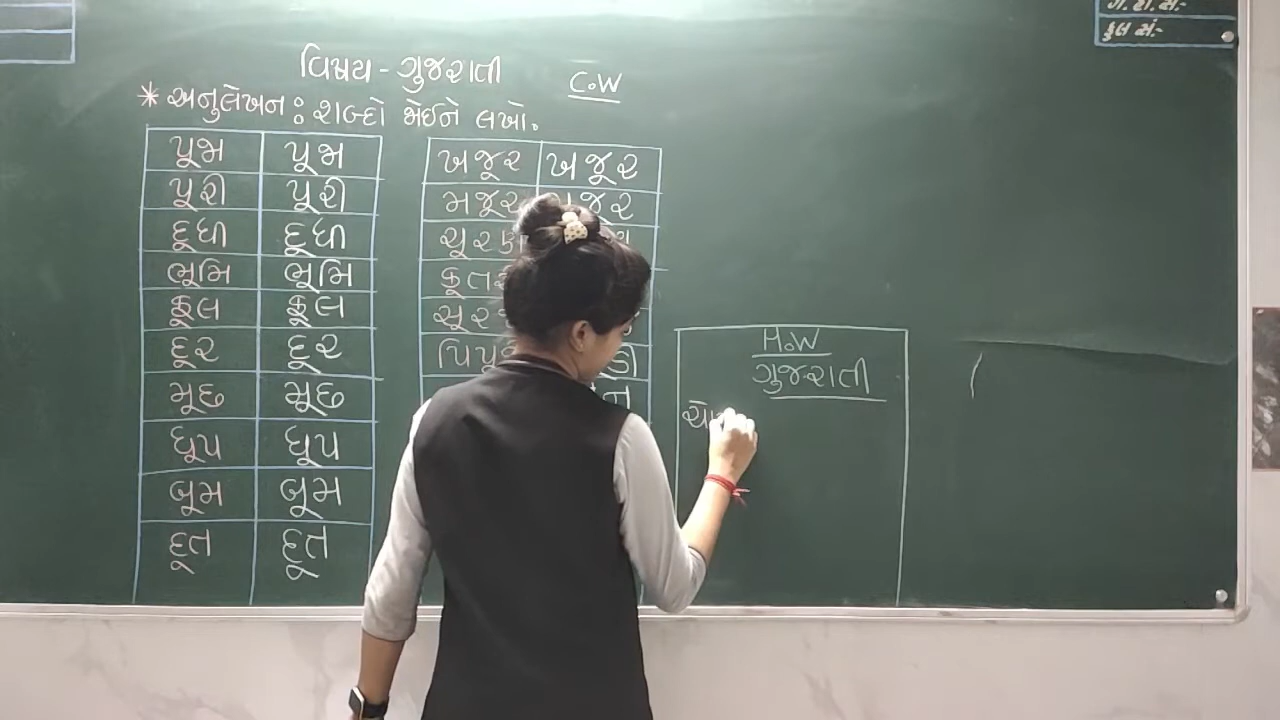 ગ. હા. સં.-
કુલ સં.-
વિષય - ગુજરાતી C.W
* અનુલેખન : શબ્દો જોઈને લખો.
પૂજા પૂજા
પૂરી પૂરી
દૂધી દૂધી
ભૂમિ ભૂમિ
ફૂલ ફૂલ
દૂર દૂર
મૂછ મૂછ
ધૂપ ધૂપ
બૂમ બૂમ
દૂત દૂત
ખજૂર ખજૂર
મજૂર
H.W
ગુજરાતી